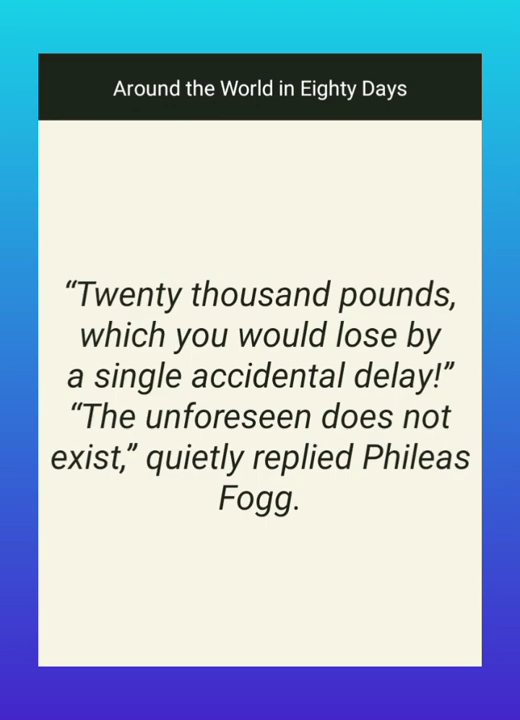 Around the World in Eighty Days
“Twenty thousand pounds,
which you would lose by
a single accidental delay!”
“The unforeseen does not
exist,” quietly replied Phileas
Fogg.